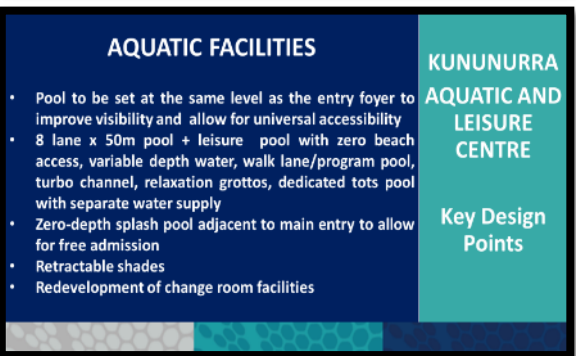 AQUATIC FACILITIES
• Pool to be set at the same level as the entry foyer to
improve visibility and allow for universal accessibility
• 8 lane x 50m pool + leisure pool with zero beach
access, variable depth water, walk lane/program pool,
turbo channel, relaxation grottos, dedicated tots pool
with separate water supply
• Zero-depth splash pool adjacent to main entry to allow
for free admission
• Retractable shades
• Redevelopment of change room facilities
KUNUNURRA
AQUATIC AND
LEISURE
CENTRE
Key Design
Points